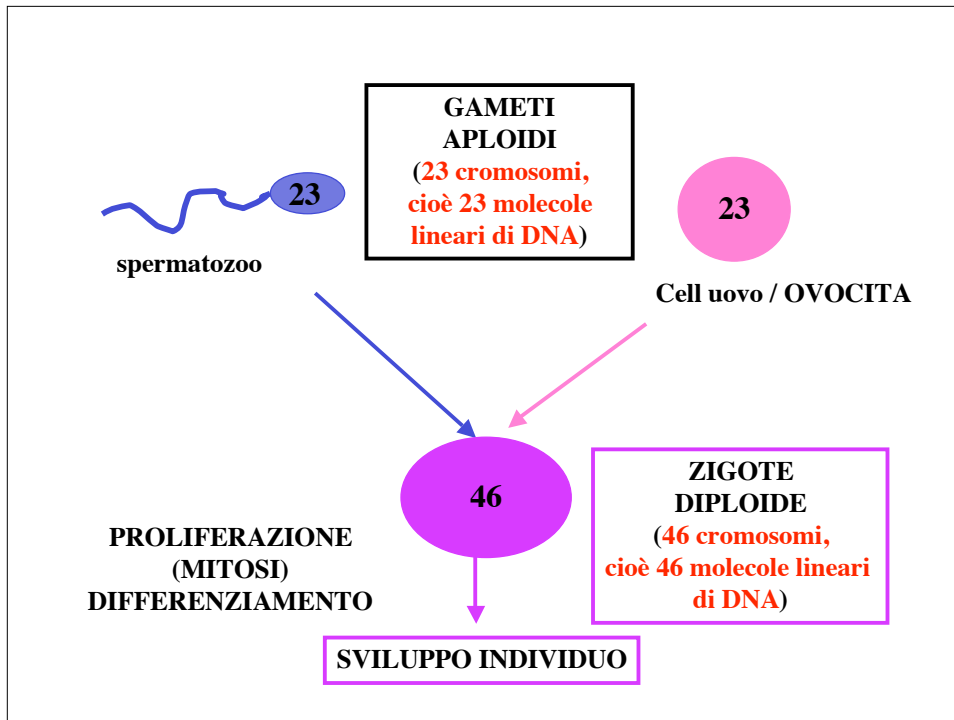 GAMETI
APLOIDI
(23 cromosomi,
cioè 23 molecole
lineari di DNA)
23
spermatozoo
23
Cell uovo / OVOCITA
46
ZIGOTE
DIPLOIDE
(46 cromosomi,
cioè 46 molecole lineari
di DNA)
PROLIFERAZIONE
(MITOSI)
DIFFERENZIAMENTO
SVILUPPO INDIVIDUO